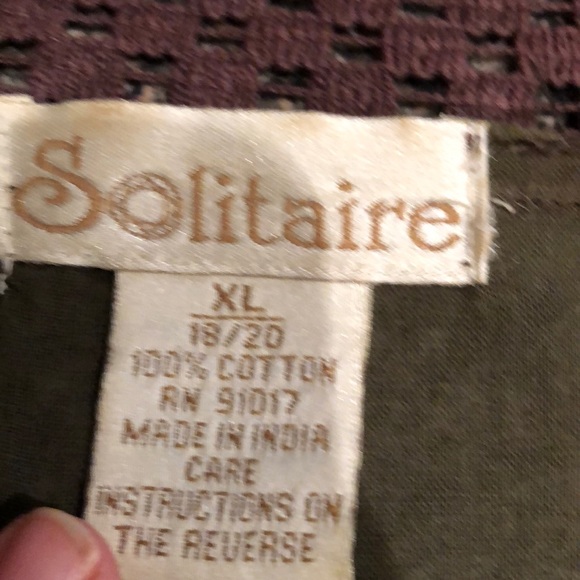 Solitaire
XL
18/20
100% COTTON
RN 91017
MADE IN INDIA
CARE
INSTRUCTIONS ON
THE REVERSE